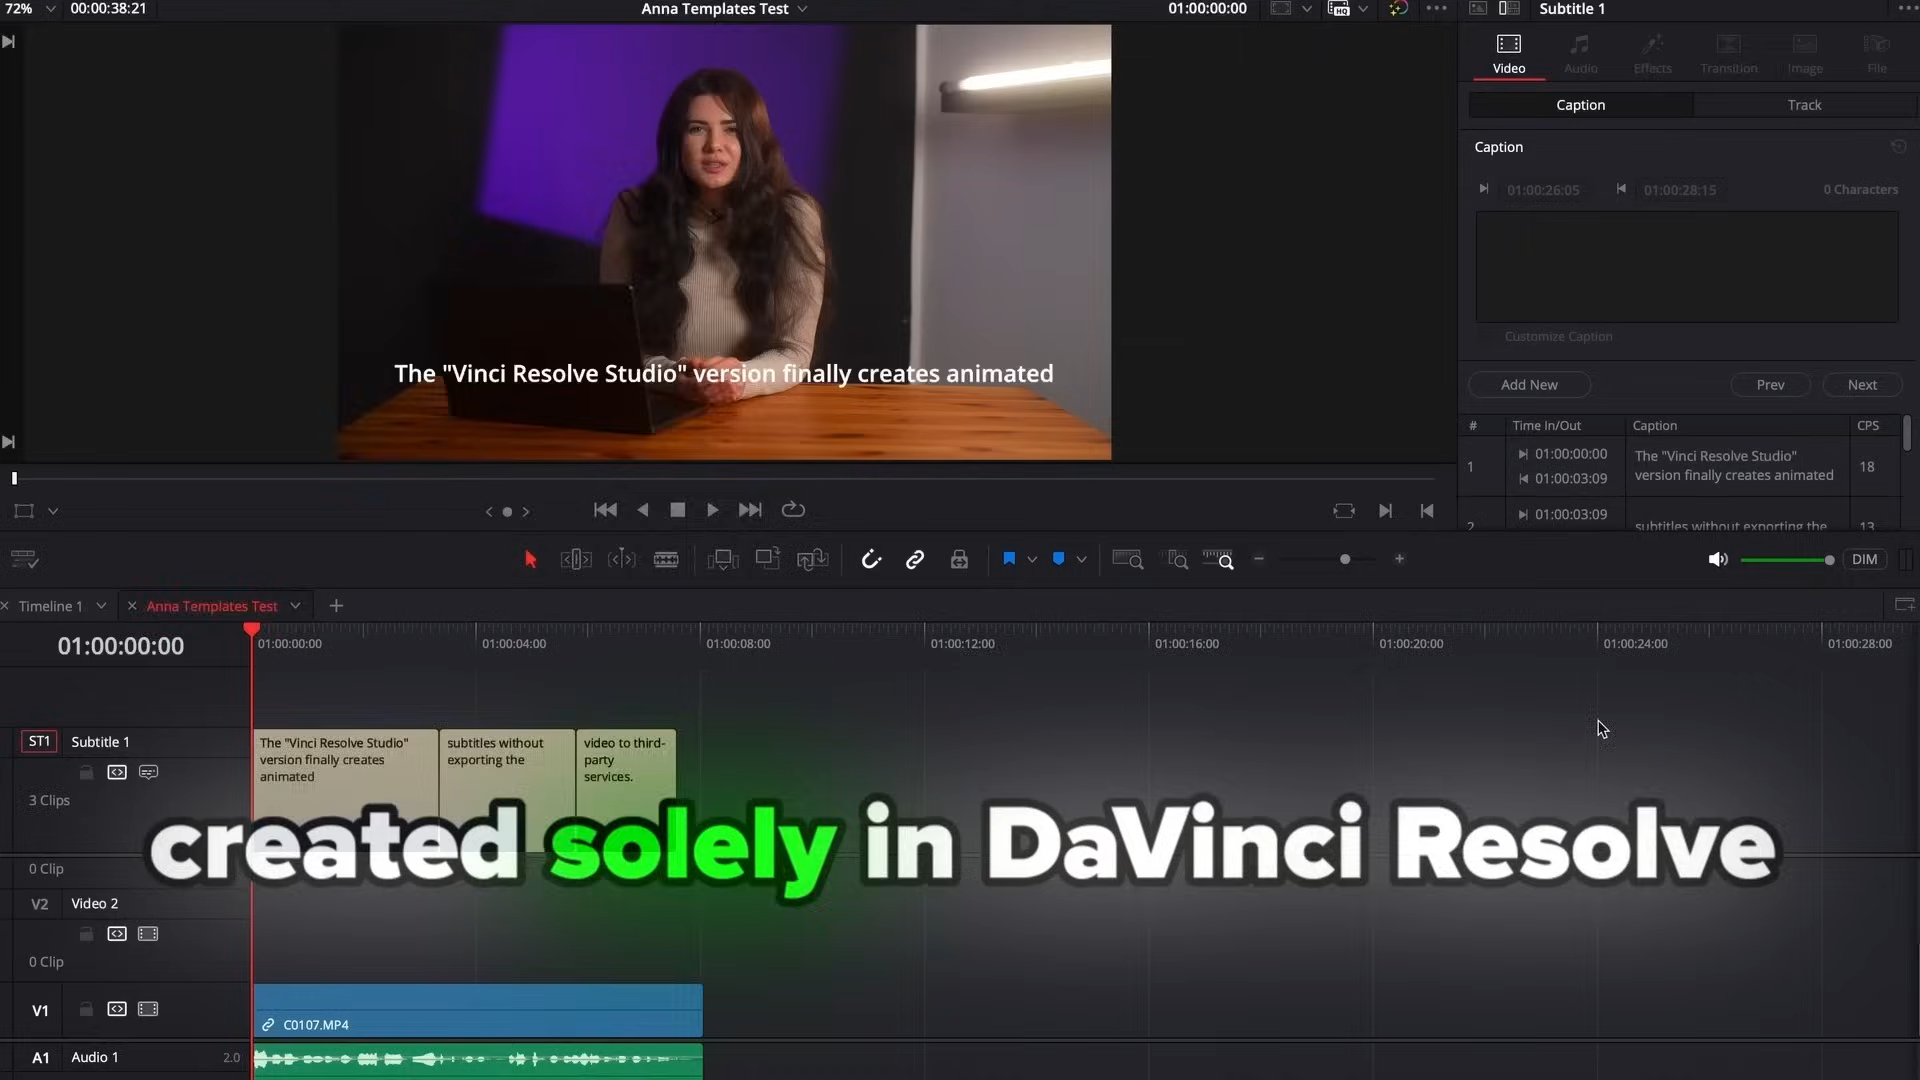 72% 00:00:38:21 Anna Templates Test 01:00:00:00 Subtitle 1
Video Audio Effects Transition Image File
Caption Track
Caption
01:00:26:05 01:00:28:15 0 Characters
Customize Caption
Add New Prev Next
# Time In/Out Caption CPS
1 01:00:00:00 The "Vinci Resolve Studio" 18
01:00:03:09 version finally creates animated
2 01:00:03:09 subtitles without exporting the 13
The "Vinci Resolve Studio" version finally creates animated
DIM
Timeline 1 Anna Templates Test
01:00:00:00
01:00:00:00 01:00:04:00 01:00:08:00 01:00:12:00 01:00:16:00 01:00:20:00 01:00:24:00 01:00:28:00
ST1 Subtitle 1
3 Clips
The "Vinci Resolve Studio"
version finally creates
animated
subtitles without
exporting the
video to third-
party
services.
created solely in DaVinci Resolve
0 Clip
V2 Video 2
0 Clip
V1
C0107.MP4
A1 Audio 1 2.0